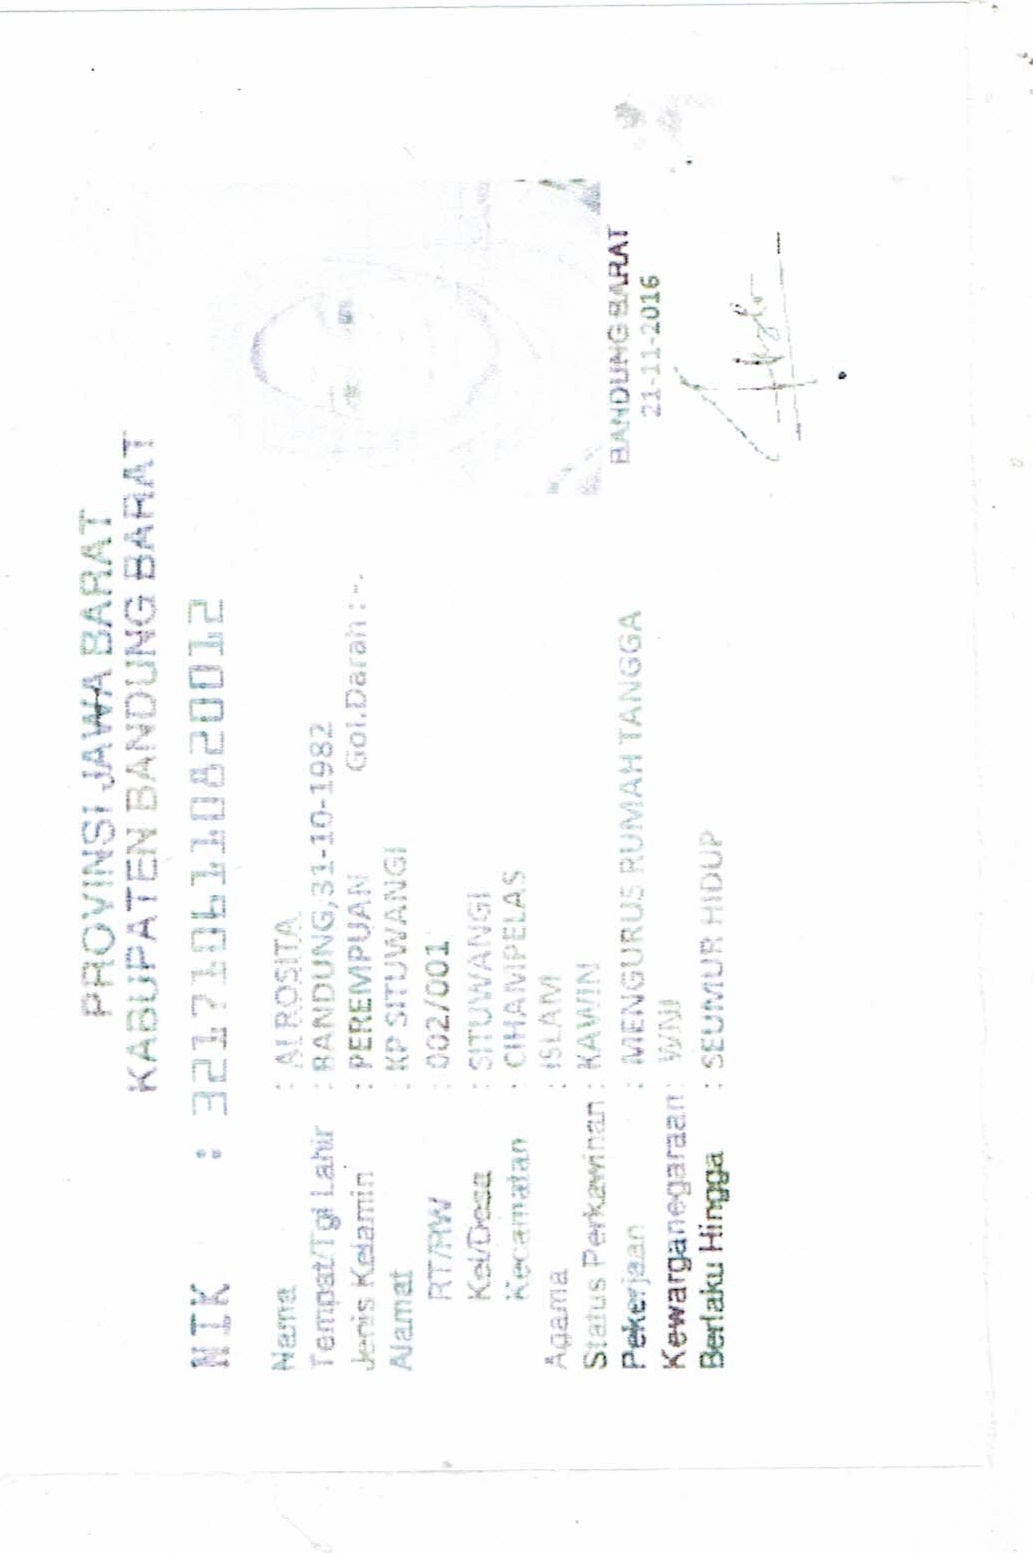 PROVINSI JAWA BARAT
KABUPATEN BANDUNG BARAT
NIK : 3217106110820012
Nama : AI ROSITA
Tempat/Tgl Lahir : BANDUNG,31-10-1982
Jenis Kelamin : PEREMPUAN Gol.Darah : -
Alamat : KP SITUWANGI
RT/RW : 002/001
Kel/Desa : SITUWANGI
Kecamatan : CIHAMPELAS
Agama : ISLAM
Status Perkawinan : KAWIN
Pekerjaan : MENGURUS RUMAH TANGGA
Kewarganegaraan : WNI
Berlaku Hingga : SEUMUR HIDUP
BANDUNG BARAT
21-11-2016